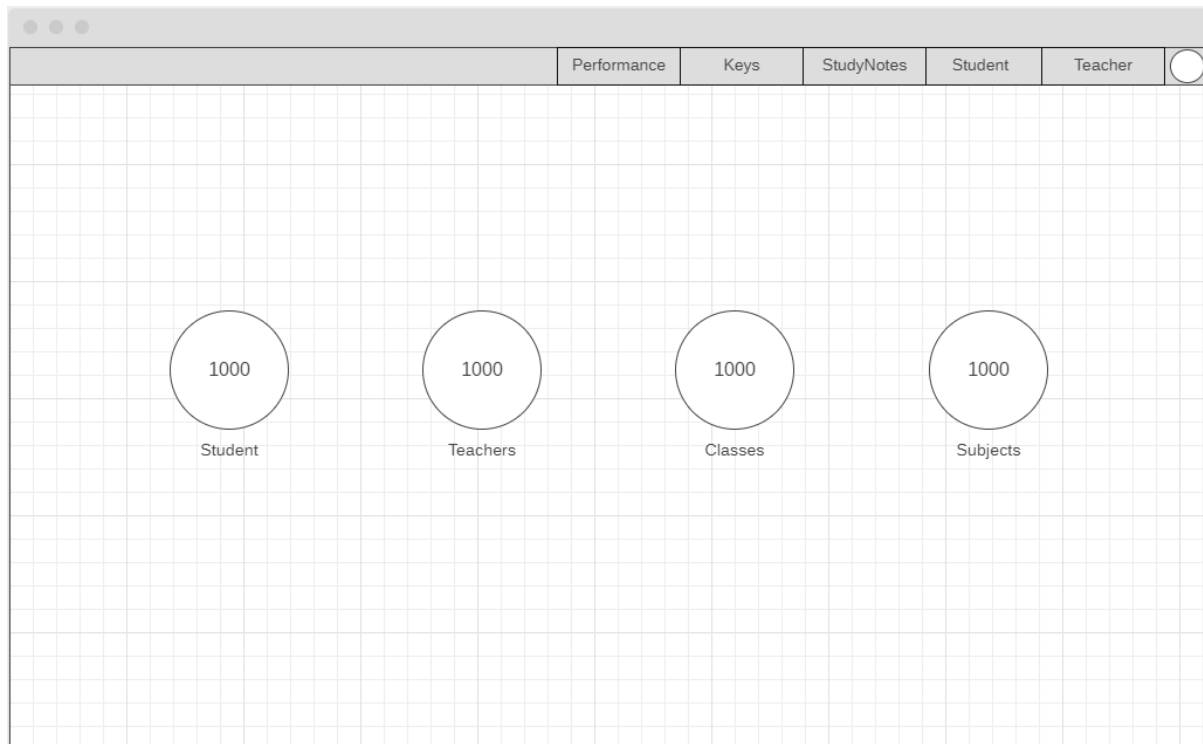 Performance Keys StudyNotes Student Teacher
1000 1000 1000 1000
Student Teachers Classes Subjects